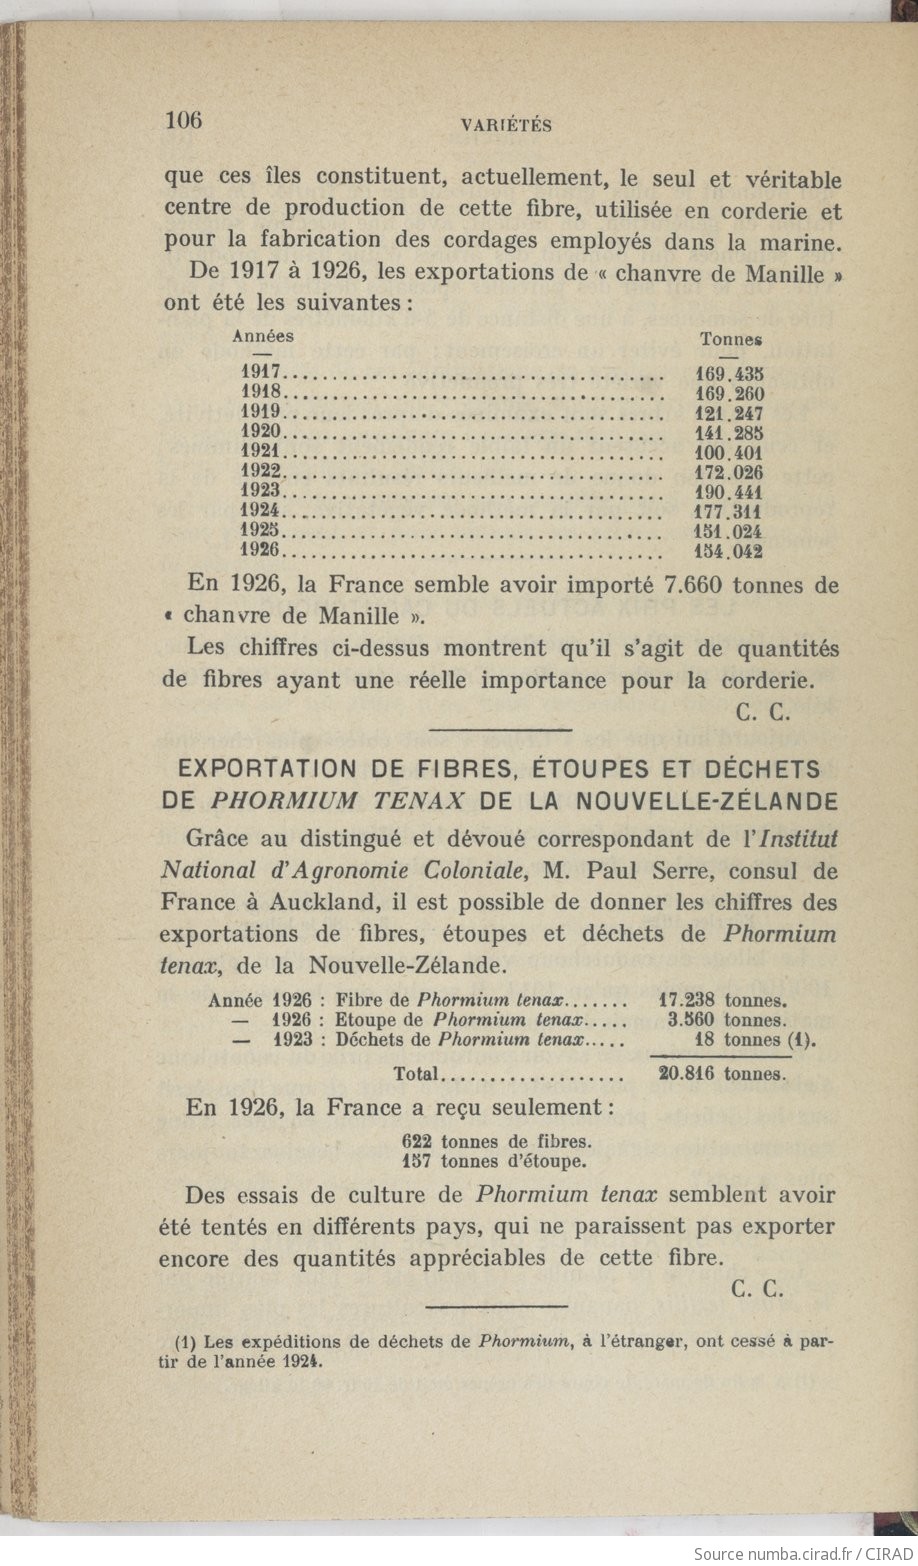 106
VARIÉTÉS
que ces îles constituent, actuellement, le seul et véritable
centre de production de cette fibre, utilisée en corderie et
pour la fabrication des cordages employés dans la marine.
De 1917 à 1926, les exportations de « chanvre de Manille »
ont été les suivantes :
Années Tonnes
1917....................................... 169.435
1918....................................... 169.260
1919....................................... 121.247
1920....................................... 141.285
1921....................................... 100.401
1922....................................... 172.026
1923....................................... 190.441
1924....................................... 177.311
1925....................................... 151.024
1926....................................... 154.042
En 1926, la France semble avoir importé 7.660 tonnes de
« chanvre de Manille ».
Les chiffres ci-dessus montrent qu'il s'agit de quantités
de fibres ayant une réelle importance pour la corderie.
C. C.
EXPORTATION DE FIBRES, ÉTOUPES ET DÉCHETS
DE PHORMIUM TENAX DE LA NOUVELLE-ZÉLANDE
Grâce au distingué et dévoué correspondant de l'Institut
National d'Agronomie Coloniale, M. Paul Serre, consul de
France à Auckland, il est possible de donner les chiffres des
exportations de fibres, étoupes et déchets de Phormium
tenax, de la Nouvelle-Zélande.
Année 1926 : Fibre de Phormium tenax....... 17.238 tonnes.
— 1926 : Etoupe de Phormium tenax..... 3.560 tonnes.
— 1923 : Déchets de Phormium tenax..... 18 tonnes (1).
Total................... 20.816 tonnes.
En 1926, la France a reçu seulement :
622 tonnes de fibres.
157 tonnes d'étoupe.
Des essais de culture de Phormium tenax semblent avoir
été tentés en différents pays, qui ne paraissent pas exporter
encore des quantités appréciables de cette fibre.
C. C.
(1) Les expéditions de déchets de Phormium, à l'étranger, ont cessé à par-
tir de l'année 1924.
Source numba.cirad.fr / CIRAD